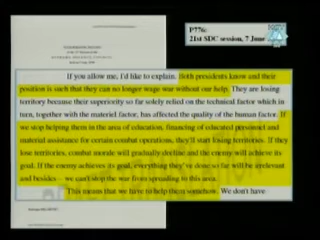 P776:
21st SDC session, 7 June
If you allow me, I'd like to explain. Both presidents know and their
position is such that they can no longer wage war without our help. They are losing
territory because their superiority so far solely relied on the technical factor which in
turn, together with the materiel factor, has affected the quality of the human factor. If
we stop helping them in the area of education, financing of educated personnel and
material assistance for certain combat operations, they'll start losing territories. If they
lose territories, combat morale will gradually decline and the enemy will achieve its
goal. If the enemy achieves its goal, everything they've done so far will be irrelevant
and besides – we can't stop the war from spreading to this area.
This means that we have to help them somehow. We don't have